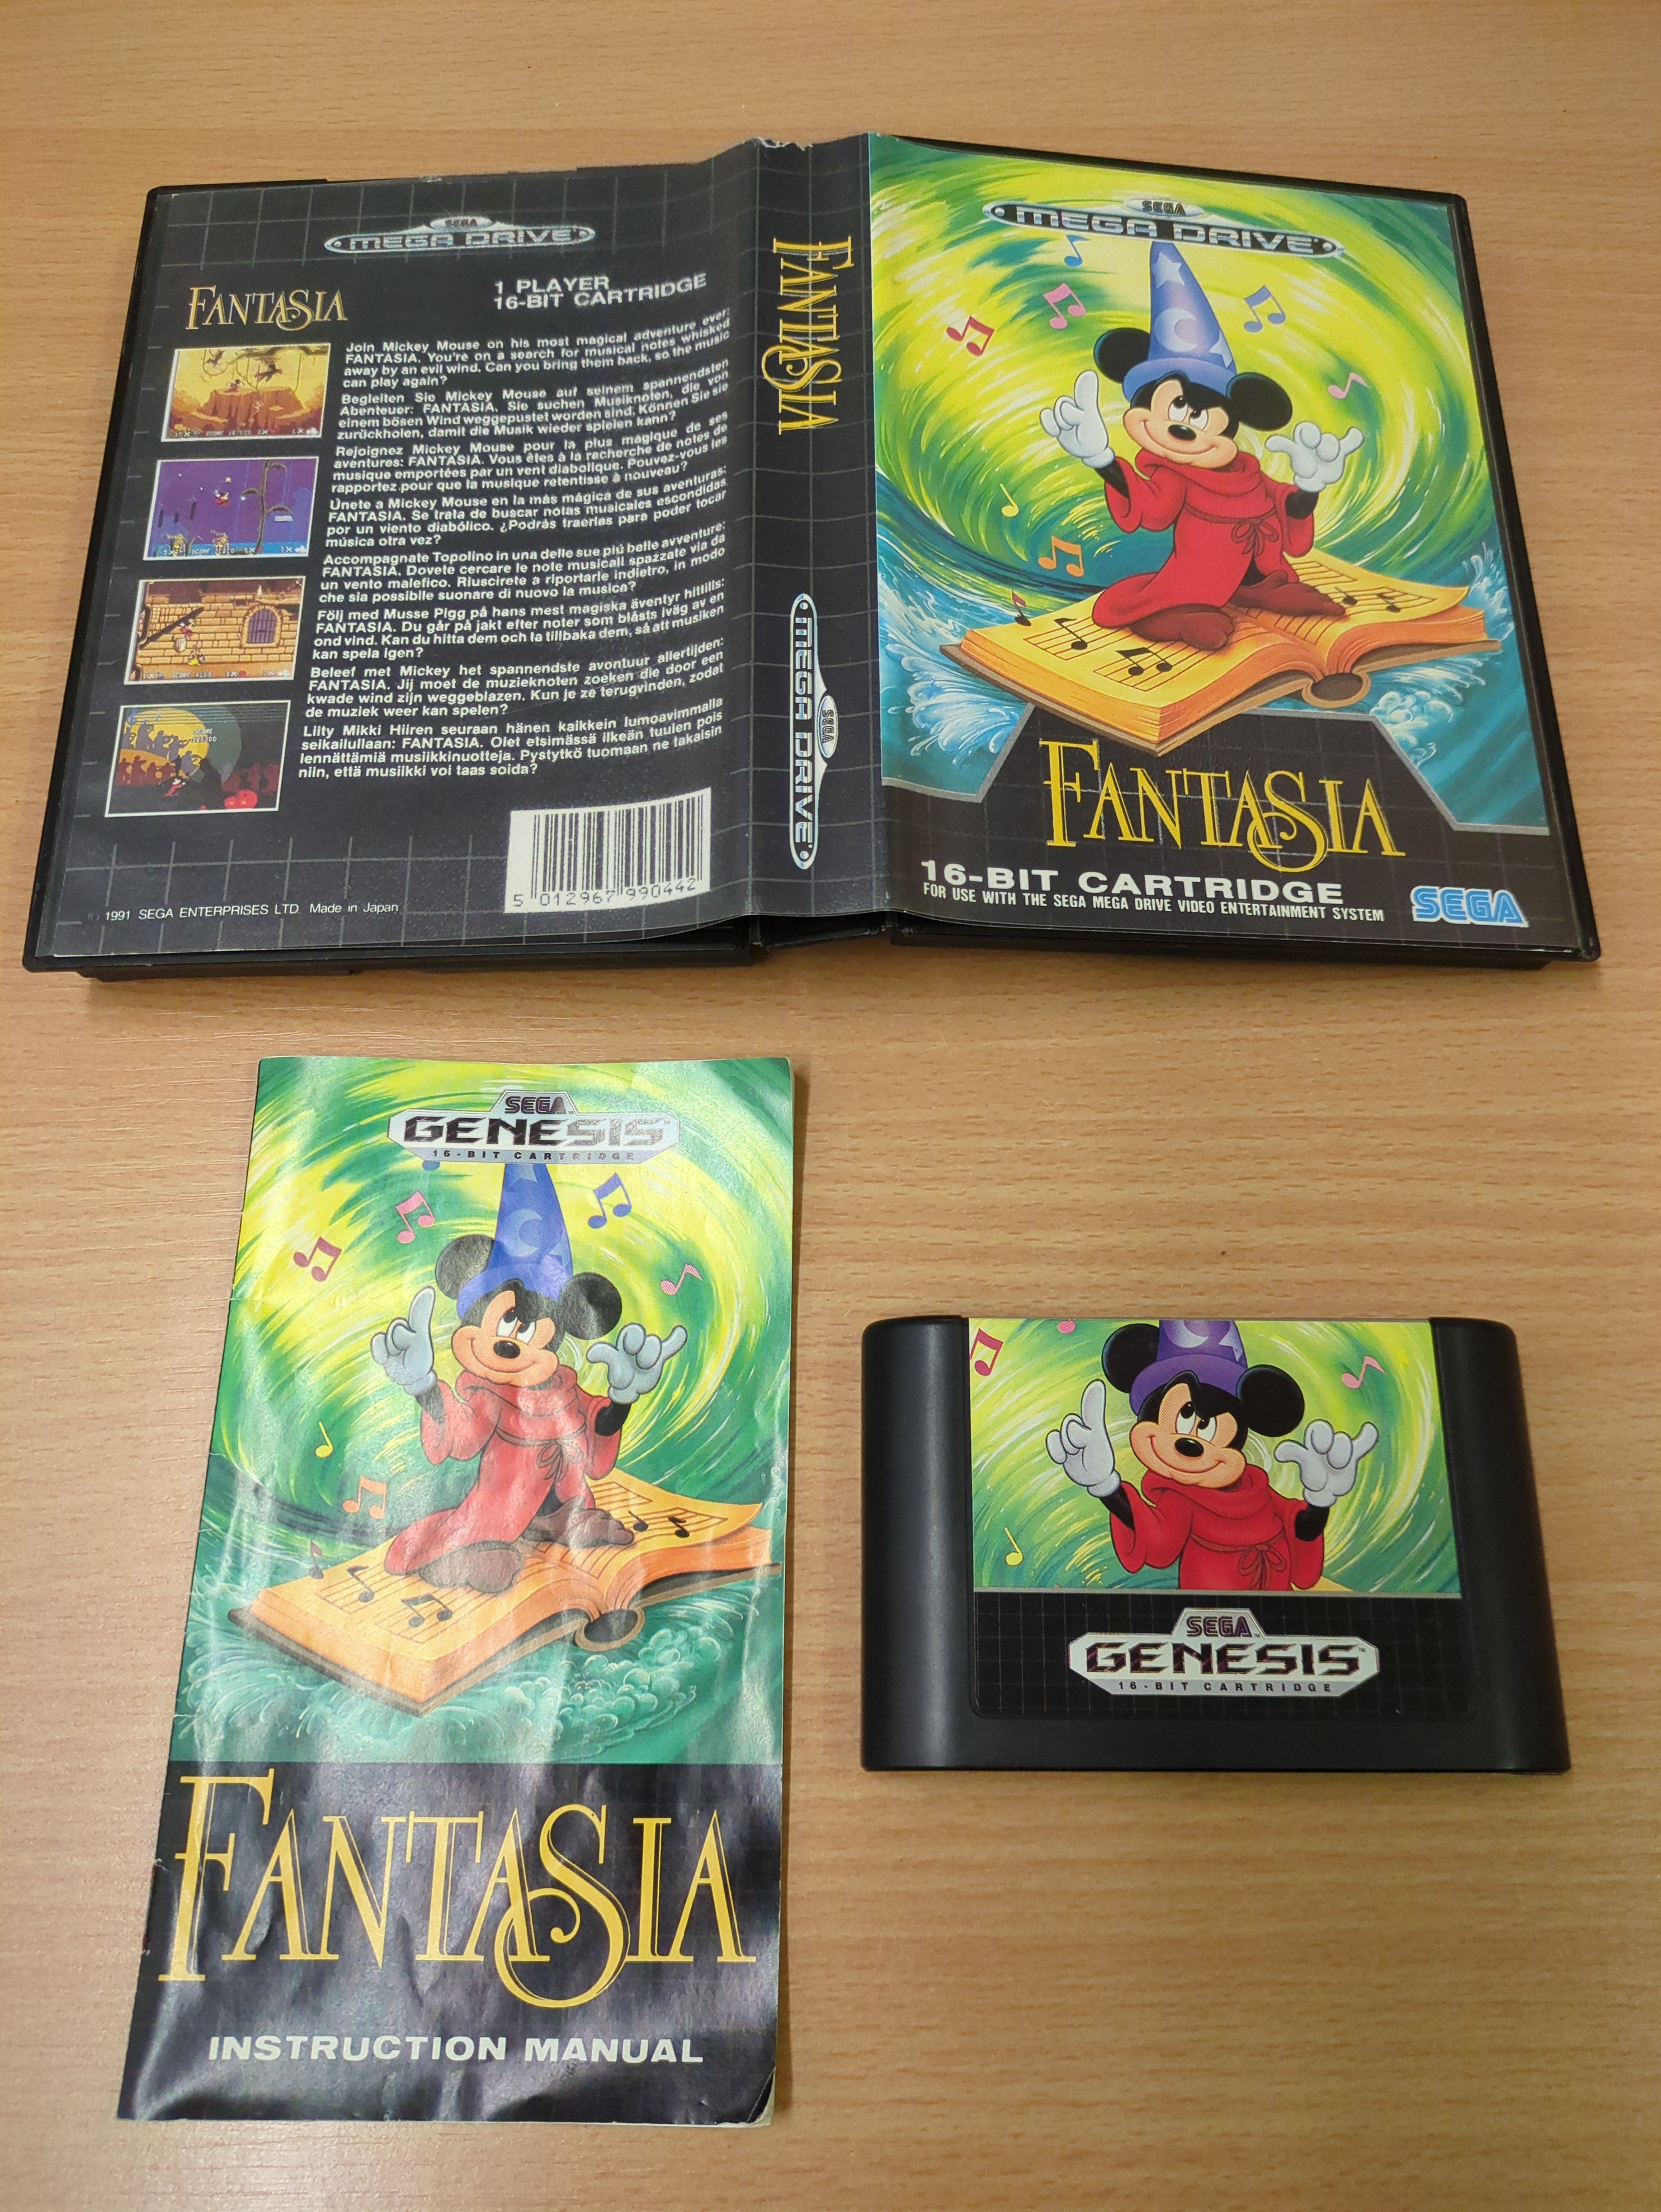 SEGA
MEGA DRIVE
FANTASIA
1 PLAYER
16-BIT CARTRIDGE
Join Mickey Mouse on his most magical adventure ever:
FANTASIA. You're on a search for musical notes whisked
away by an evil wind. Can you bring them back, so the music
can play again?
Begleiten Sie Mickey Mouse auf seinem spannendsten
Abenteuer: FANTASIA. Sie suchen Musiknoten, die von
einem bösen Wind weggepustet worden sind. Können Sie sie
zurückholen, damit die Musik wieder spielen kann?
Rejoignez Mickey Mouse pour la plus magique de ses
aventures: FANTASIA. Vous êtes à la recherche de notes de
musique emportées par un vent diabolique. Pouvez-vous les
rapportez pour que la musique retentisse à nouveau?
Únete a Mickey Mouse en la más mágica de sus aventuras:
FANTASIA. Se trata de buscar notas musicales escondidas
por un viento diabólico. ¿Podrás traerlas para poder tocar
música otra vez?
Accompagnate Topolino in una delle sue più belle avventure:
FANTASIA. Dovete cercare le note musicali spazzate via da
un vento malefico. Riuscirete a riportarle indietro, in modo
che sia possibile suonare di nuovo la musica?
Följ med Musse Pigg på hans mest magiska äventyr hittills:
FANTASIA. Du går på jakt efter noter som blåsts iväg av en
ond vind. Kan du hitta dem och ta tillbaka dem, så att musiken
kan spela igen?
Beleef met Mickey het spannendste avontuur allertijden:
FANTASIA. Jij moet de muzieknoten zoeken die door een
kwade wind zijn weggeblazen. Kun je ze terugvinden, zodat
de muziek weer kan spelen?
Liity Mikki Hiiren seuraan hänen kaikkein lumoavimmalla
seikailullaan: FANTASIA. Olet etsimässä ilkeän tuulen pois
lennättämiä musiikkinuotteja. Pystytkö tuomaan ne takaisin
niin, että musiikki voi taas soida?
5 012967 990442
1991 SEGA ENTERPRISES LTD. Made in Japan
FANTASIA
SEGA
MEGA DRIVE
SEGA
MEGA DRIVE
FANTASIA
16-BIT CARTRIDGE
FOR USE WITH THE SEGA MEGA DRIVE VIDEO ENTERTAINMENT SYSTEM
SEGA
SEGA™
GENESIS™
16-BIT CARTRIDGE
FANTASIA
INSTRUCTION MANUAL
SEGA™
GENESIS™
16-BIT CARTRIDGE